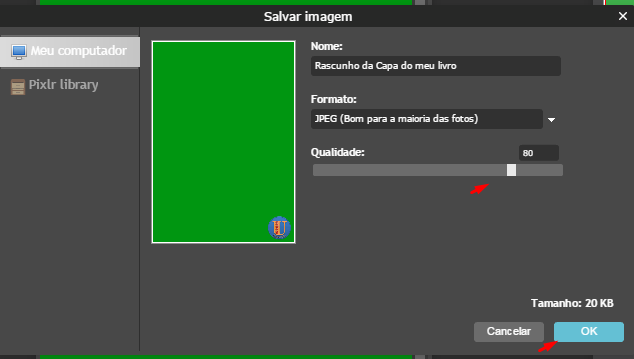 Salvar imagem
Meu computador
Pixlr library
Nome:
Rascunho da Capa do meu livro
Formato:
JPEG (Bom para a maioria das fotos)
Qualidade:
80
U
Tamanho: 20 KB
Cancelar
OK